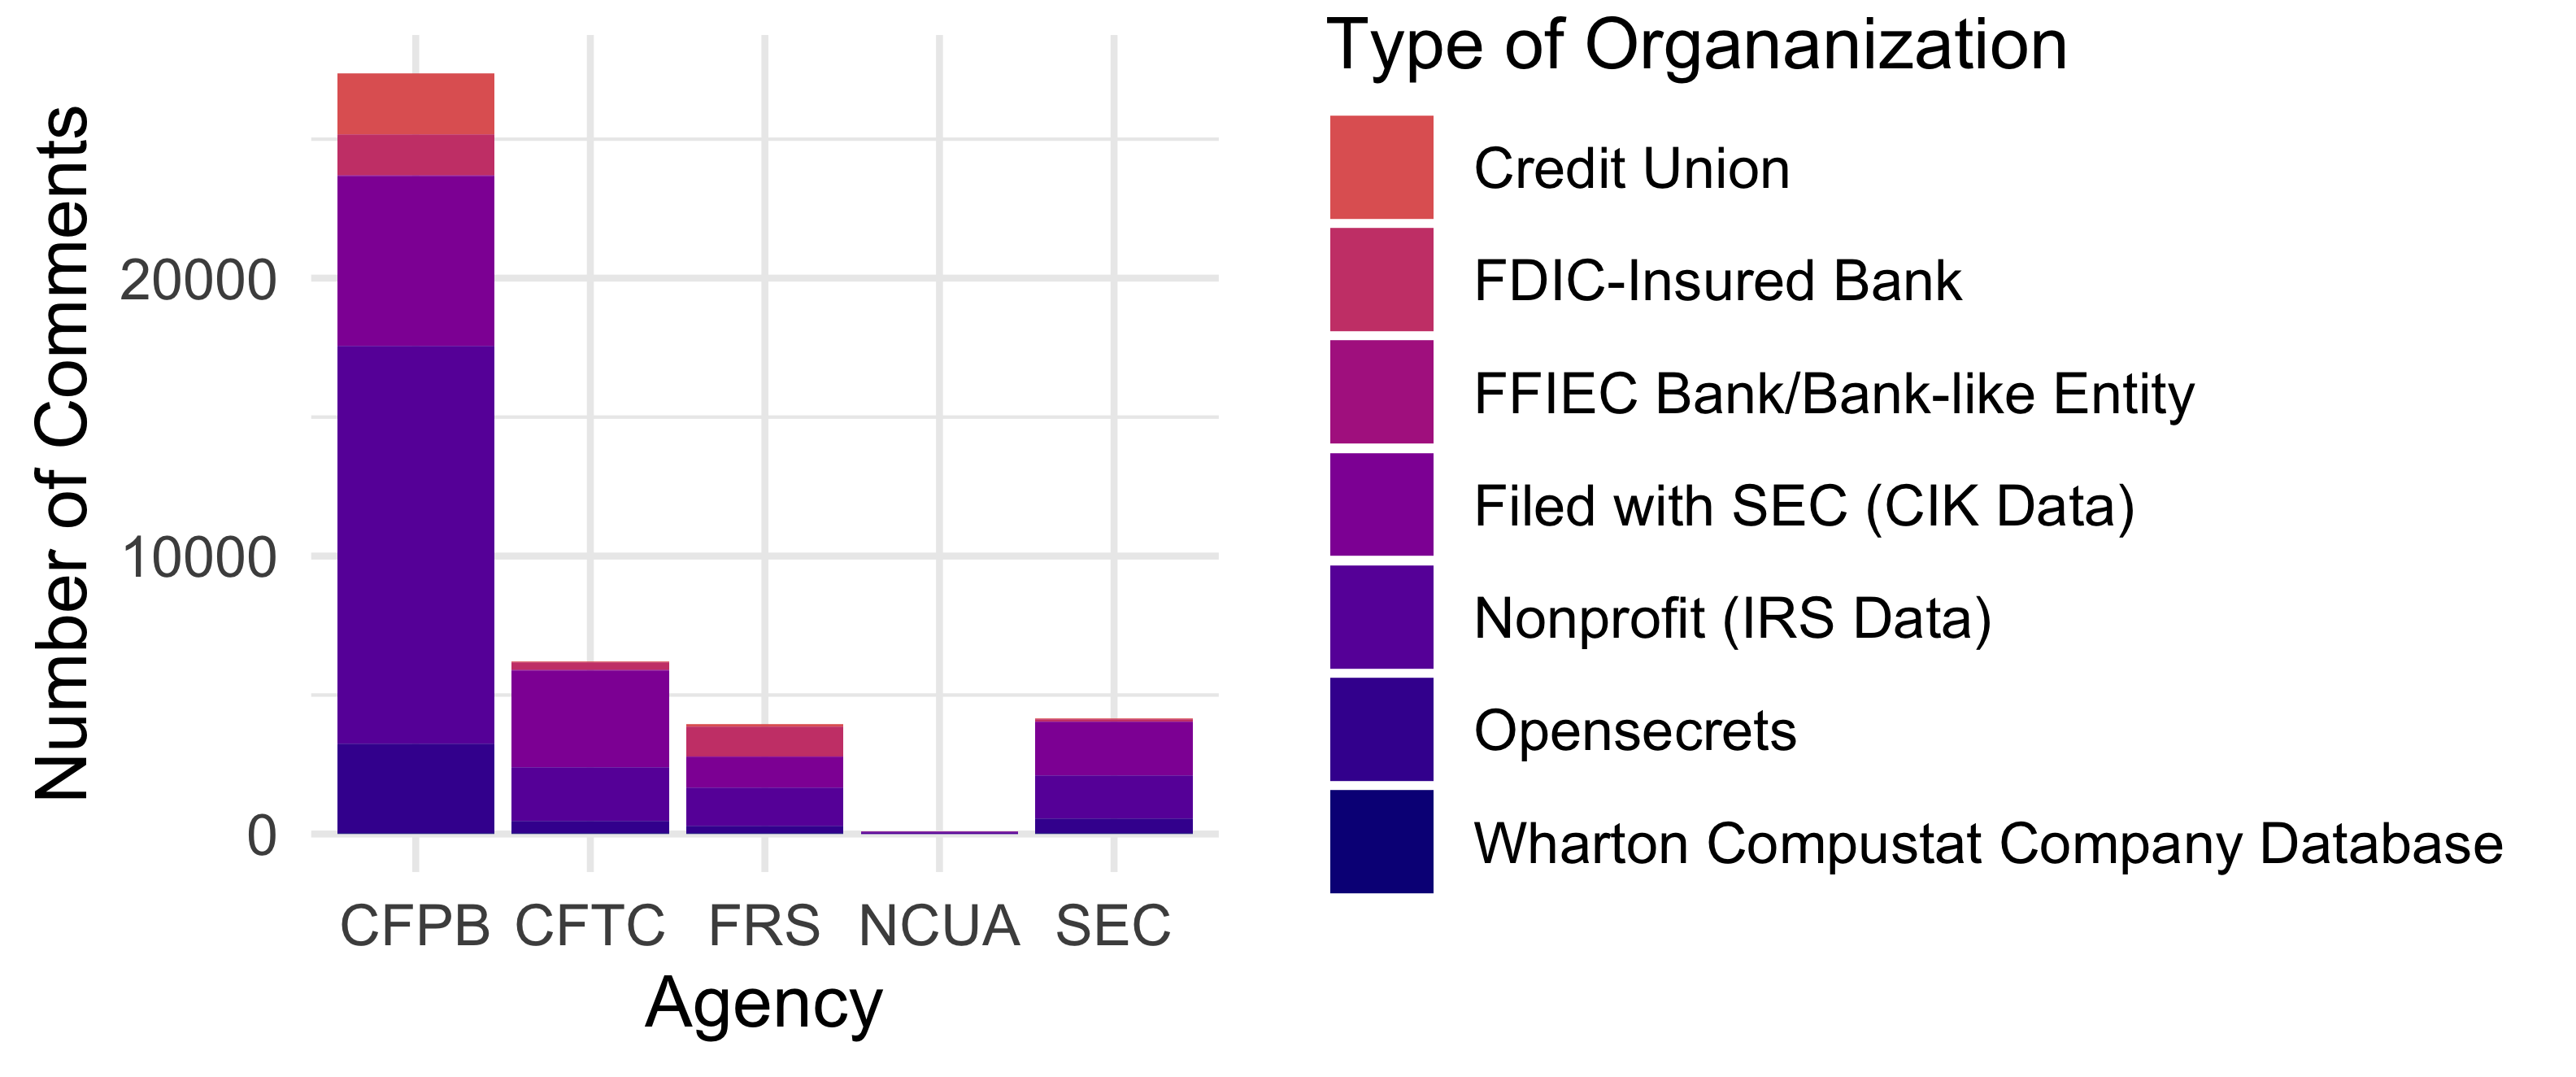 Number of Comments
20000
10000
0
CFPB CFTC FRS NCUA SEC
Agency
Type of Organanization
Credit Union
FDIC-Insured Bank
FFIEC Bank/Bank-like Entity
Filed with SEC (CIK Data)
Nonprofit (IRS Data)
Opensecrets
Wharton Compustat Company Database